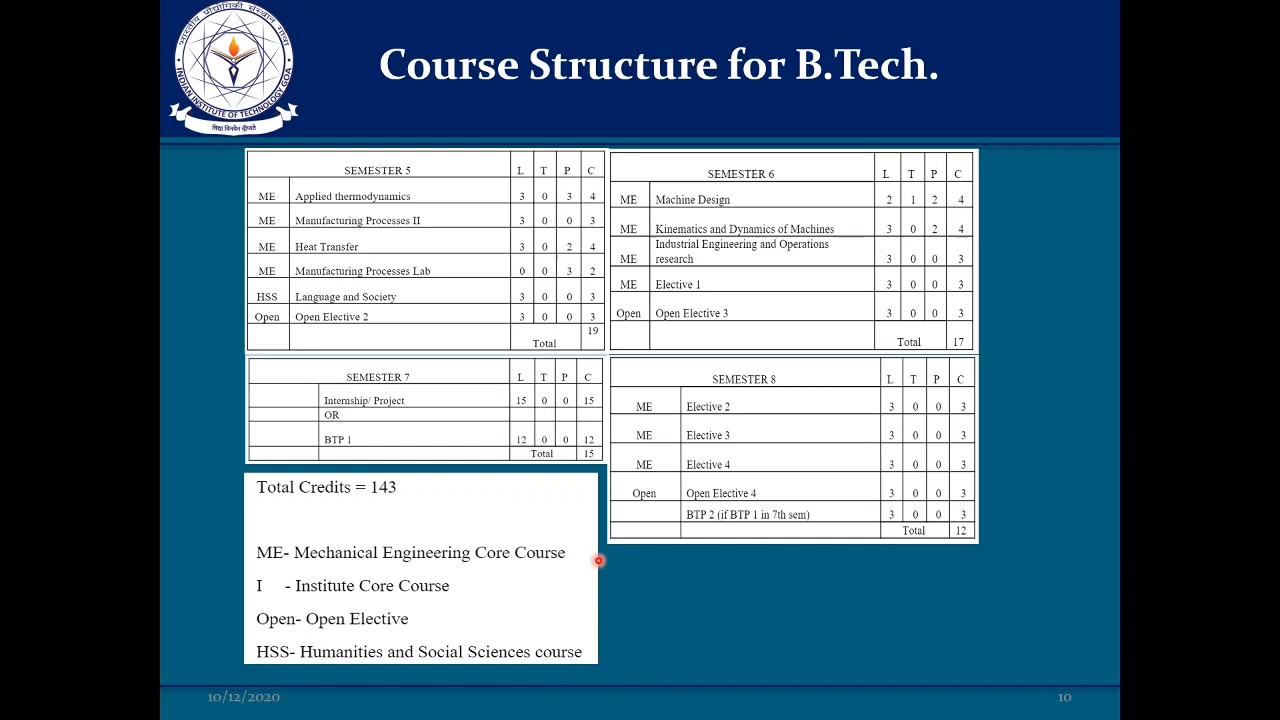 भारतीय प्रौद्योगिकी संस्थान गोवा
INDIAN INSTITUTE OF TECHNOLOGY GOA
Course Structure for B.Tech.
SEMESTER 5 L T P C
ME Applied thermodynamics 3 0 3 4
ME Manufacturing Processes II 3 0 0 3
ME Heat Transfer 3 0 2 4
ME Manufacturing Processes Lab 0 0 3 2
HSS Language and Society 3 0 0 3
Open Open Elective 2 3 0 0 3
Total 19
SEMESTER 6 L T P C
ME Machine Design 2 1 2 4
ME Kinematics and Dynamics of Machines 3 0 2 4
Industrial Engineering and Operations
ME research 3 0 0 3
ME Elective 1 3 0 0 3
Open Open Elective 3 3 0 0 3
Total 17
SEMESTER 7 L T P C
Internship/ Project 15 0 0 15
OR
BTP 1 12 0 0 12
Total 15
SEMESTER 8 L T P C
ME Elective 2 3 0 0 3
ME Elective 3 3 0 0 3
ME Elective 4 3 0 0 3
Open Open Elective 4 3 0 0 3
BTP 2 (if BTP 1 in 7th sem) 3 0 0 3
Total 12
Total Credits = 143
ME- Mechanical Engineering Core Course
I - Institute Core Course
Open- Open Elective
HSS- Humanities and Social Sciences course
10/12/2020
10